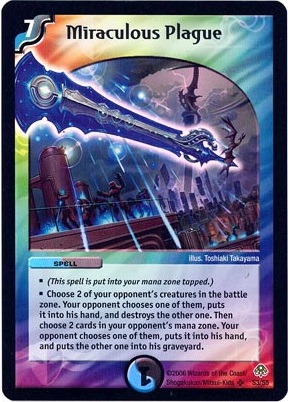 7
Miraculous Plague
illus. Toshiaki Takayama
SPELL
■ (This spell is put into your mana zone tapped.)
■ Choose 2 of your opponent's creatures in the battle
zone. Your opponent chooses one of them, puts
it into his hand, and destroys the other one. Then
choose 2 cards in your opponent's mana zone. Your
opponent chooses one of them, puts it into his hand,
and puts the other one into his graveyard.
1
©2006 Wizards of the Coast/
Shogakukan/Mitsui-Kids
S3/S5